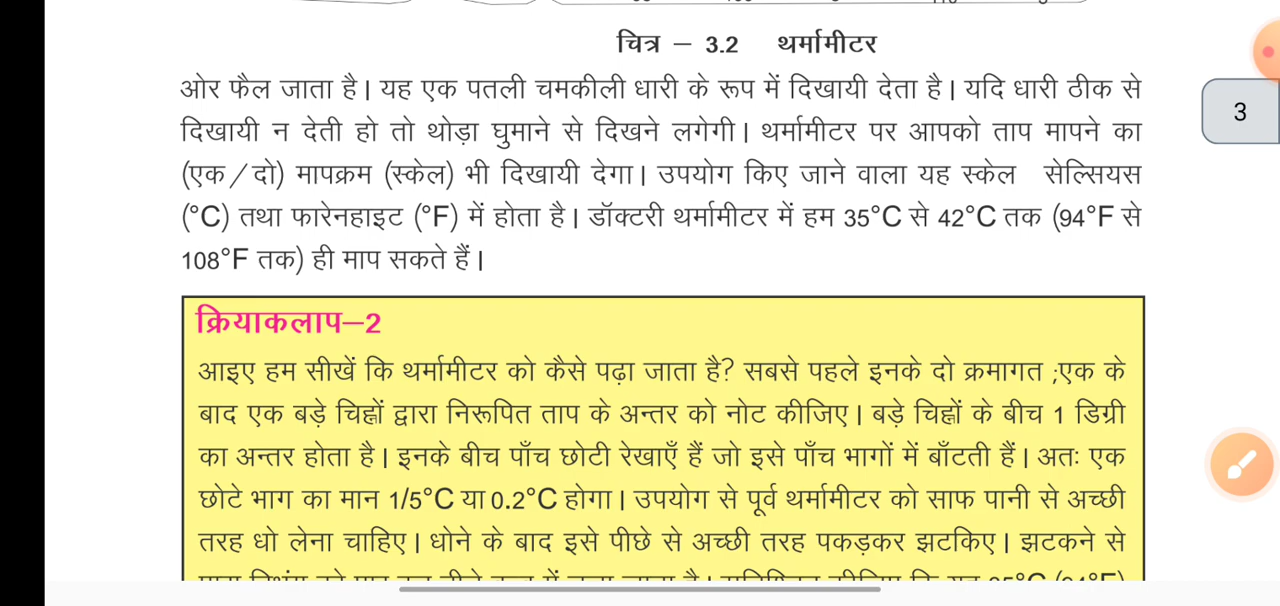 चित्र – 3.2 थर्मामीटर
ओर फैल जाता है। यह एक पतली चमकीली धारी के रूप में दिखायी देता है। यदि धारी ठीक से
3
दिखायी न देती हो तो थोड़ा घुमाने से दिखने लगेगी। थर्मामीटर पर आपको ताप मापने का
(एक/दो) मापक्रम (स्केल) भी दिखायी देगा। उपयोग किए जाने वाला यह स्केल सेल्सियस
(°C) तथा फारेनहाइट (°F) में होता है। डॉक्टरी थर्मामीटर में हम 35°C से 42°C तक (94°F से
108°F तक) ही माप सकते हैं।
क्रियाकलाप–2
आइए हम सीखें कि थर्मामीटर को कैसे पढ़ा जाता है? सबसे पहले इनके दो क्रमागत ;एक के
बाद एक बड़े चिह्नों द्वारा निरूपित ताप के अन्तर को नोट कीजिए। बड़े चिह्नों के बीच 1 डिग्री
का अन्तर होता है। इनके बीच पाँच छोटी रेखाएँ हैं जो इसे पाँच भागों में बाँटती हैं। अतः एक
छोटे भाग का मान 1/5°C या 0.2°C होगा। उपयोग से पूर्व थर्मामीटर को साफ पानी से अच्छी
तरह धो लेना चाहिए। धोने के बाद इसे पीछे से अच्छी तरह पकड़कर झटकिए। झटकने से